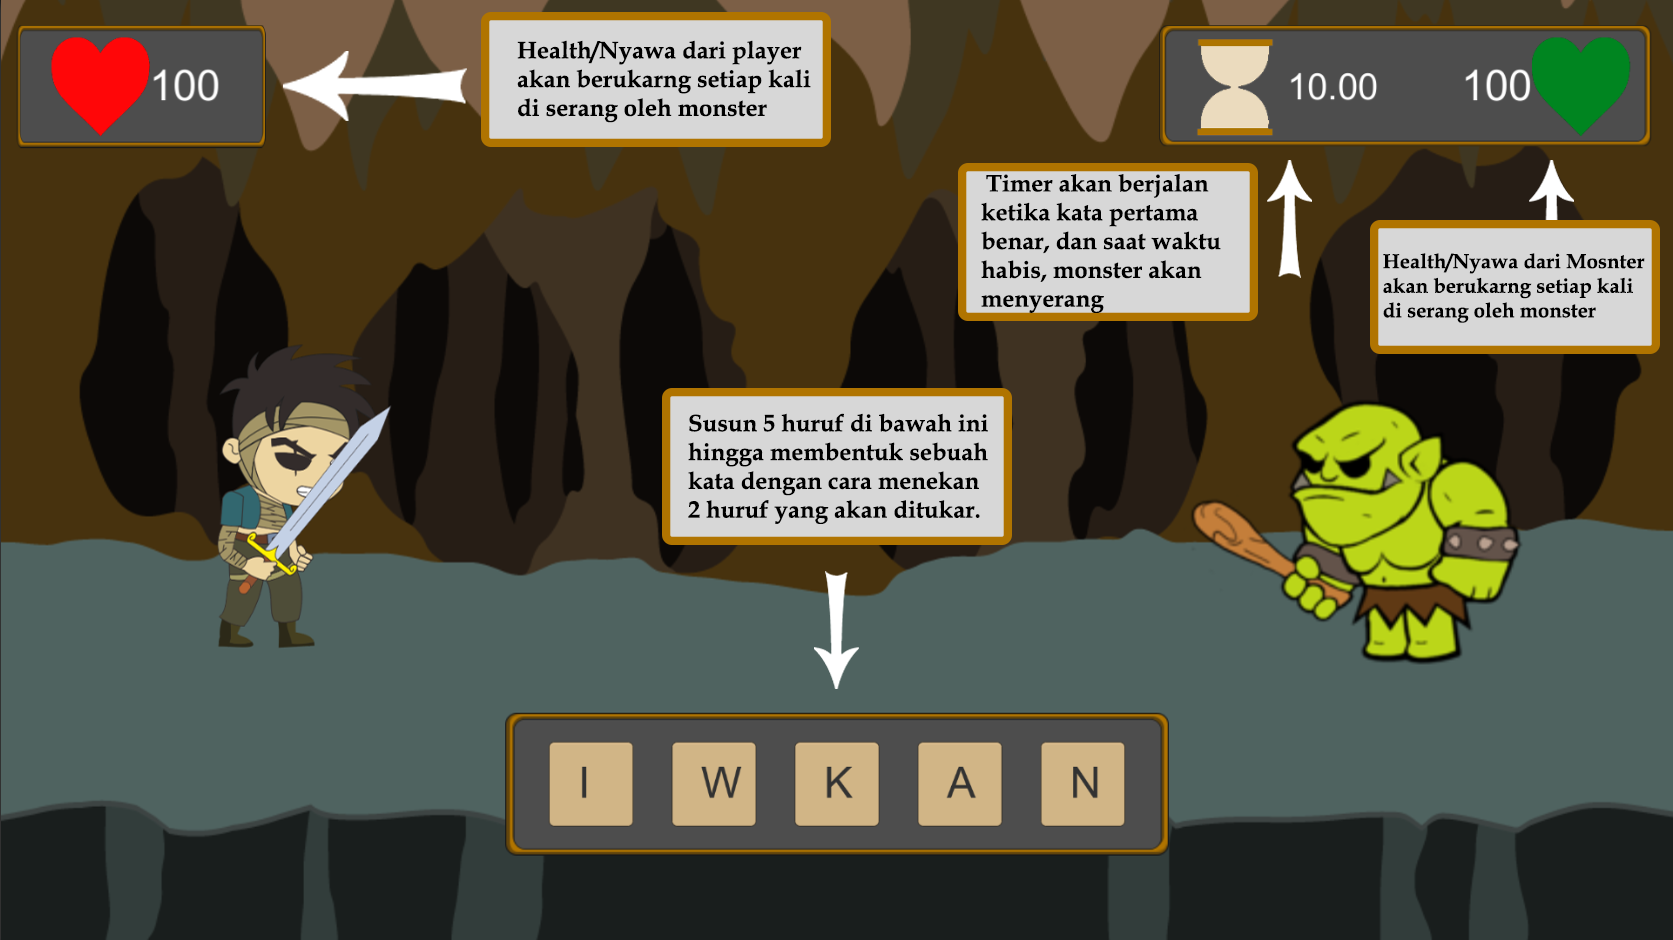 100
Health/Nyawa dari player
akan berukarng setiap kali
di serang oleh monster
10.00
100
Timer akan berjalan
ketika kata pertama
benar, dan saat waktu
habis, monster akan
menyerang
Health/Nyawa dari Mosnter
akan berukarng setiap kali
di serang oleh monster
Susun 5 huruf di bawah ini
hingga membentuk sebuah
kata dengan cara menekan
2 huruf yang akan ditukar.
I W K A N